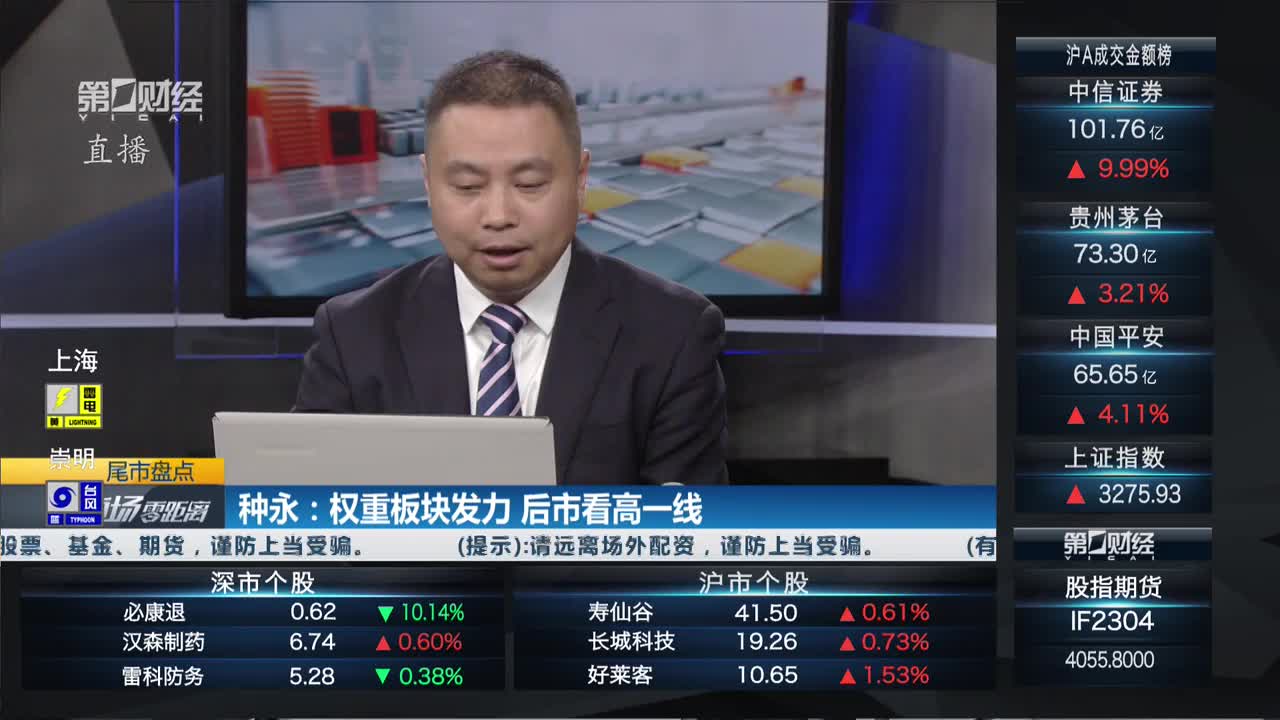 第一财经
YICAI
直播
上海
雷电
黄 LIGHTNING
崇明
台风
蓝 TYPHOON
尾市盘点
市场零距离
种永：权重板块发力 后市看高一线
股票、基金、期货，谨防上当受骗。 (提示):请远离场外配资，谨防上当受骗。 (有
深市个股
必康退 0.62 ▼10.14%
汉森制药 6.74 ▲0.60%
雷科防务 5.28 ▼0.38%
沪市个股
寿仙谷 41.50 ▲0.61%
长城科技 19.26 ▲0.73%
好莱客 10.65 ▲1.53%
沪A成交金额榜
中信证券
101.76亿
▲ 9.99%
贵州茅台
73.30亿
▲ 3.21%
中国平安
65.65亿
▲ 4.11%
上证指数
▲ 3275.93
第一财经
YICAI
股指期货
IF2304
4055.8000